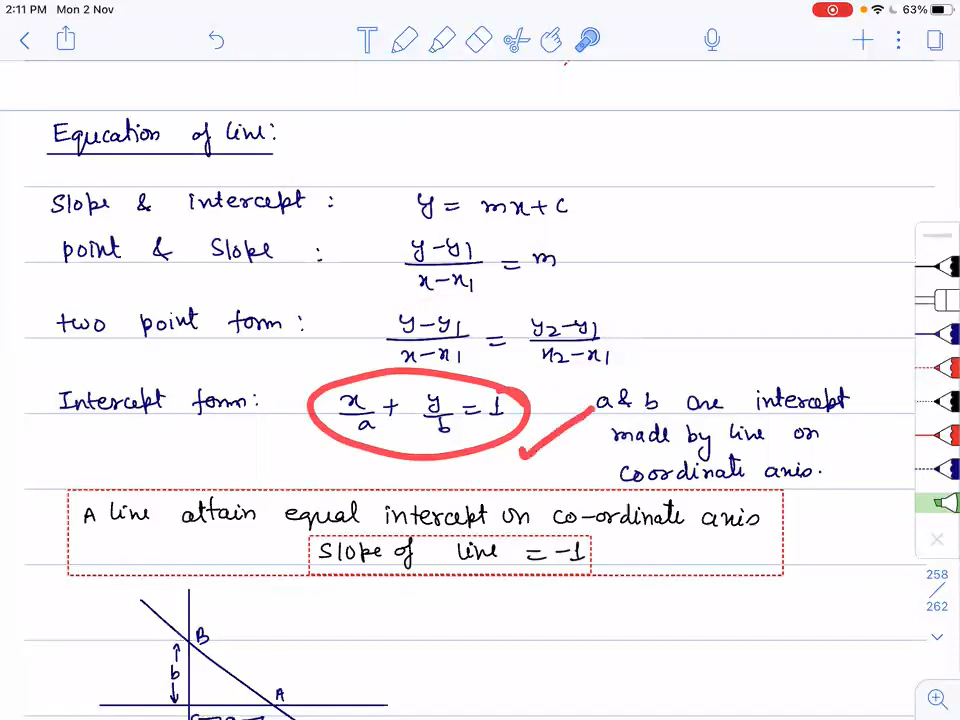 2:11 PM Mon 2 Nov
63%
Equcation of line:
Slope & intercept : y = mx + c
point & Slope : y-y1 / x-x1 = m
two point form: y-y1 / x-x1 = y2-y1 / x2-x1
Intercept form: x/a + y/b = 1
a & b one intercept
made by line on
coordinate axis.
A line attain equal intercept on co-ordinate axis
Slope of line = -1
B
b
A
258
262